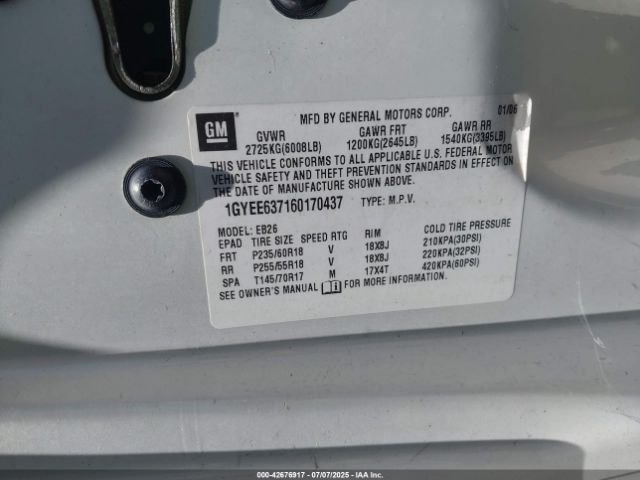 GM
MFD BY GENERAL MOTORS CORP. 01/06
GVWR GAWR FRT GAWR RR
2725KG(6008LB) 1200KG(2645LB) 1540KG(3395LB)
THIS VEHICLE CONFORMS TO ALL APPLICABLE U.S. FEDERAL MOTOR
VEHICLE SAFETY AND THEFT PREVENTION STANDARDS IN EFFECT ON
THE DATE OF MANUFACTURE SHOWN ABOVE.
1GYEE637160170437 TYPE: M.P.V.
MODEL: EB26
EPAD TIRE SIZE SPEED RTG RIM COLD TIRE PRESSURE
FRT P235/60R18 V 18X8J 210KPA(30PSI)
RR P255/55R18 V 18X8J 220KPA(32PSI)
SPA T145/70R17 M 17X4T 420KPA(60PSI)
SEE OWNER'S MANUAL FOR MORE INFORMATION.
000-42676917 - 07/07/2025 - IAAI.COM